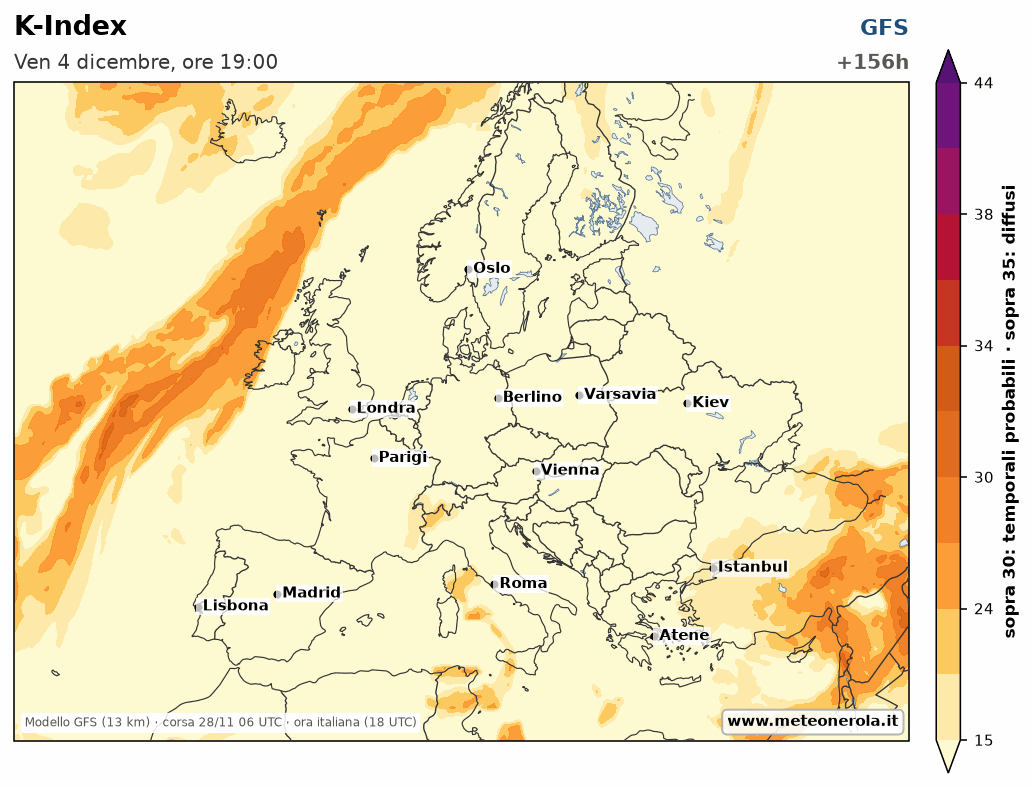 K-Index
GFS
Ven 4 dicembre, ore 19:00
+156h
Oslo
Londra
Berlino
Varsavia
Kiev
Parigi
Vienna
Istanbul
Roma
Madrid
Lisbona
Atene
Modello GFS (13 km) · corsa 28/11 06 UTC · ora italiana (18 UTC)
www.meteonerola.it
44
38
34
30
24
15
sopra 30: temporali probabili · sopra 35: diffusi